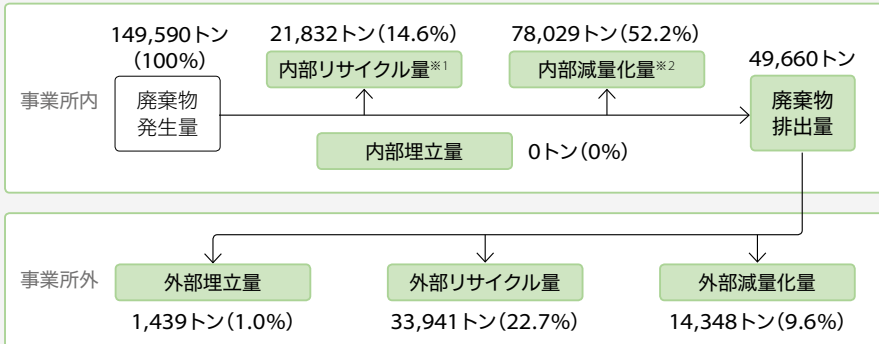 149,590トン
(100%)
21,832トン(14.6%)
78,029トン(52.2%)
49,660トン
事業所内
廃棄物
発生量
内部リサイクル量※1
内部減量化量※2
廃棄物
排出量
内部埋立量
0トン(0%)
事業所外
外部埋立量
外部リサイクル量
外部減量化量
1,439トン(1.0%)
33,941トン(22.7%)
14,348トン(9.6%)